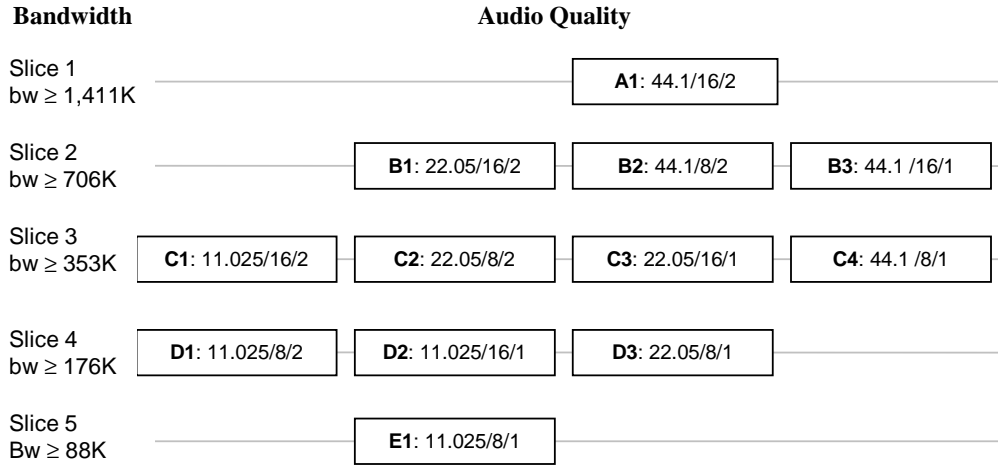 Bandwidth Audio Quality
Slice 1
bw ≥ 1,411K
A1: 44.1/16/2
Slice 2
bw ≥ 706K
B1: 22.05/16/2
B2: 44.1/8/2
B3: 44.1 /16/1
Slice 3
bw ≥ 353K
C1: 11.025/16/2
C2: 22.05/8/2
C3: 22.05/16/1
C4: 44.1 /8/1
Slice 4
bw ≥ 176K
D1: 11.025/8/2
D2: 11.025/16/1
D3: 22.05/8/1
Slice 5
Bw ≥ 88K
E1: 11.025/8/1